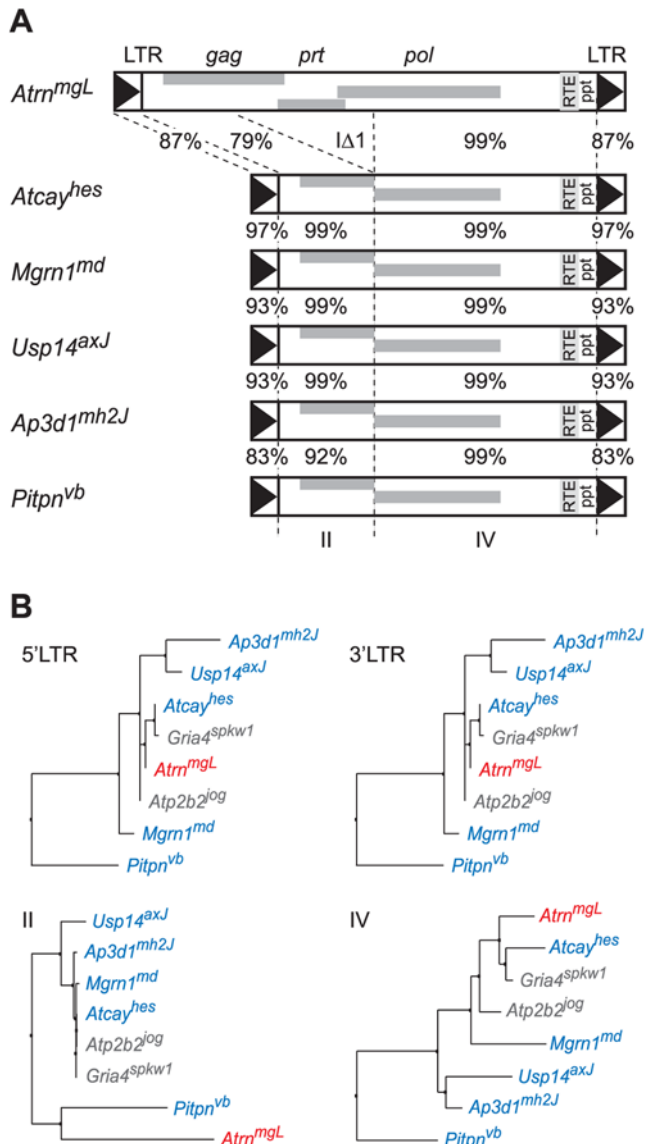 A
LTR gag prt pol LTR
Atrn^mgL RTE ppt
87% 79% IΔ1 99% 87%
Atcay^hes RTE ppt
97% 99% 99% 97%
Mgrn1^md RTE ppt
93% 99% 99% 93%
Usp14^axJ RTE ppt
93% 99% 99% 93%
Ap3d1^mh2J RTE ppt
83% 92% 99% 83%
Pitpn^vb RTE ppt
II IV
B
5'LTR
Ap3d1^mh2J
Usp14^axJ
Atcay^hes
Gria4^spkw1
Atrn^mgL
Atp2b2^jog
Mgrn1^md
Pitpn^vb
3'LTR
Ap3d1^mh2J
Usp14^axJ
Atcay^hes
Gria4^spkw1
Atrn^mgL
Atp2b2^jog
Mgrn1^md
Pitpn^vb
II
Usp14^axJ
Ap3d1^mh2J
Mgrn1^md
Atcay^hes
Atp2b2^jog
Gria4^spkw1
Pitpn^vb
Atrn^mgL
IV
Atrn^mgL
Atcay^hes
Gria4^spkw1
Atp2b2^jog
Mgrn1^md
Usp14^axJ
Ap3d1^mh2J
Pitpn^vb